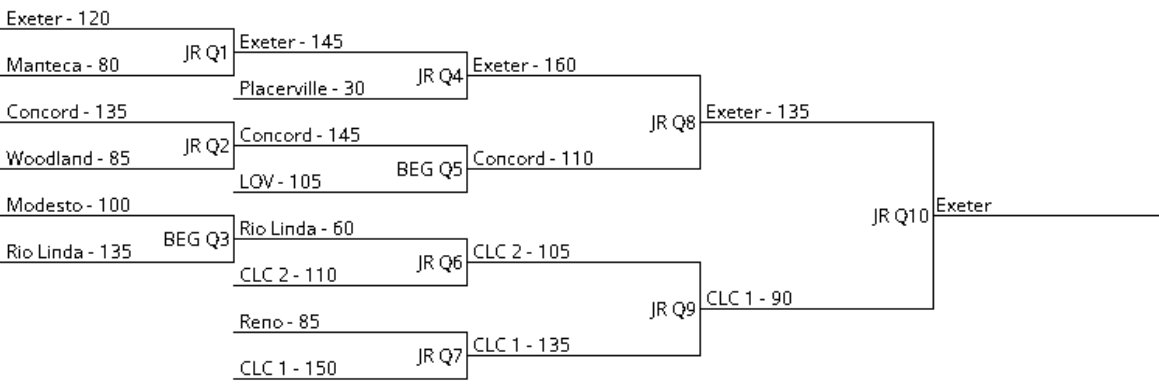 Exeter - 120
JR Q1
Manteca - 80
Exeter - 145
JR Q4
Placerville - 30
Concord - 135
JR Q2
Woodland - 85
Concord - 145
BEG Q5
LOV - 105
Exeter - 160
JR Q8
Concord - 110
Modesto - 100
BEG Q3
Rio Linda - 135
Rio Linda - 60
JR Q6
CLC 2 - 110
Reno - 85
JR Q7
CLC 1 - 150
CLC 2 - 105
JR Q9
CLC 1 - 135
Exeter - 135
JR Q10
CLC 1 - 90
Exeter